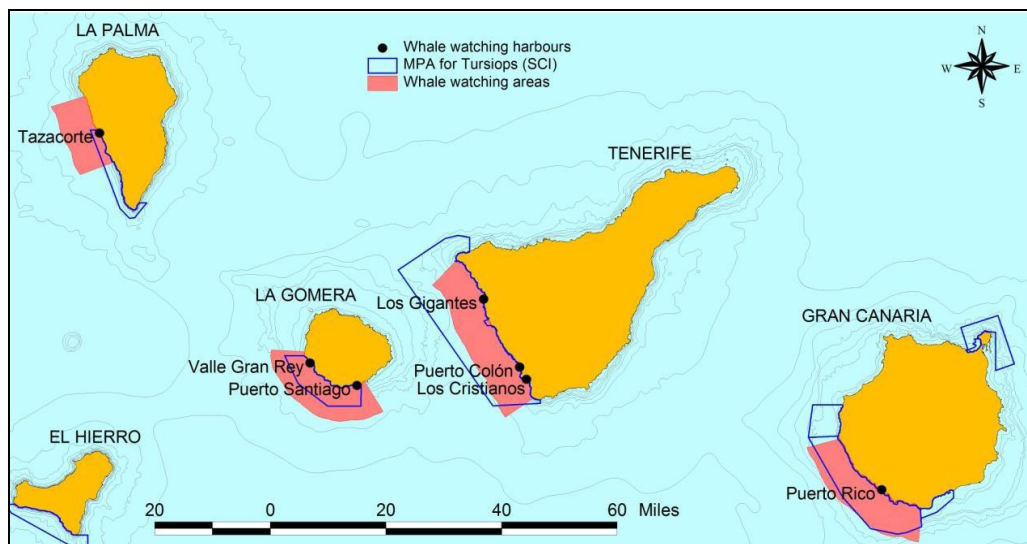 LA PALMA
N
W E
S
Whale watching harbours
MPA for Tursiops (SCI)
Whale watching areas
Tazacorte
TENERIFE
LA GOMERA
Los Gigantes
GRAN CANARIA
Valle Gran Rey
Puerto Colón
Puerto Santiago
Los Cristianos
EL HIERRO
Puerto Rico
20 0 20 40 60 Miles